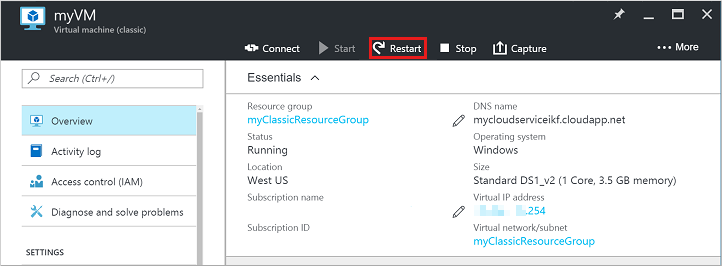 myVM
Virtual machine (classic)
Connect Start Restart Stop Capture More
Search (Ctrl+/)
Overview
Activity log
Access control (IAM)
Diagnose and solve problems
SETTINGS
Essentials
Resource group
myClassicResourceGroup
Status
Running
Location
West US
Subscription name
Subscription ID
DNS name
mycloudserviceikf.cloudapp.net
Operating system
Windows
Size
Standard DS1_v2 (1 Core, 3.5 GB memory)
Virtual IP address
.254
Virtual network/subnet
myClassicResourceGroup